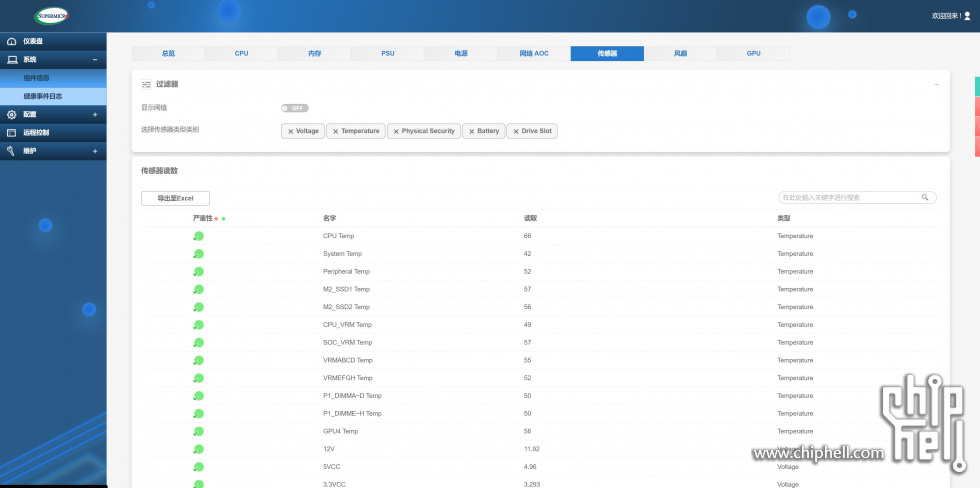 SUPERMICR
欢迎回来！
仪表盘
系统
组件信息
健康事件日志
配置
远程控制
维护
总览 CPU 内存 PSU 电源 网络 AOC 传感器 风扇 GPU
过滤器
显示阈值 OFF
选择传感器类型类别 Voltage Temperature Physical Security Battery Drive Slot
传感器读数
导出至Excel 在此处输入关键字进行搜索
严重性 名字 读取 类型
CPU Temp 66 Temperature
System Temp 42 Temperature
Peripheral Temp 52 Temperature
M2_SSD1 Temp 57 Temperature
M2_SSD2 Temp 56 Temperature
CPU_VRM Temp 49 Temperature
SOC_VRM Temp 57 Temperature
VRMABCD Temp 55 Temperature
VRMEFGH Temp 52 Temperature
P1_DIMMA~D Temp 50 Temperature
P1_DIMME~H Temp 50 Temperature
GPU4 Temp 56 Temperature
12V 11.92 Voltage
5VCC 4.96 Voltage
3.3VCC 3.293 Voltage
www.chiphell.com
chip
hell